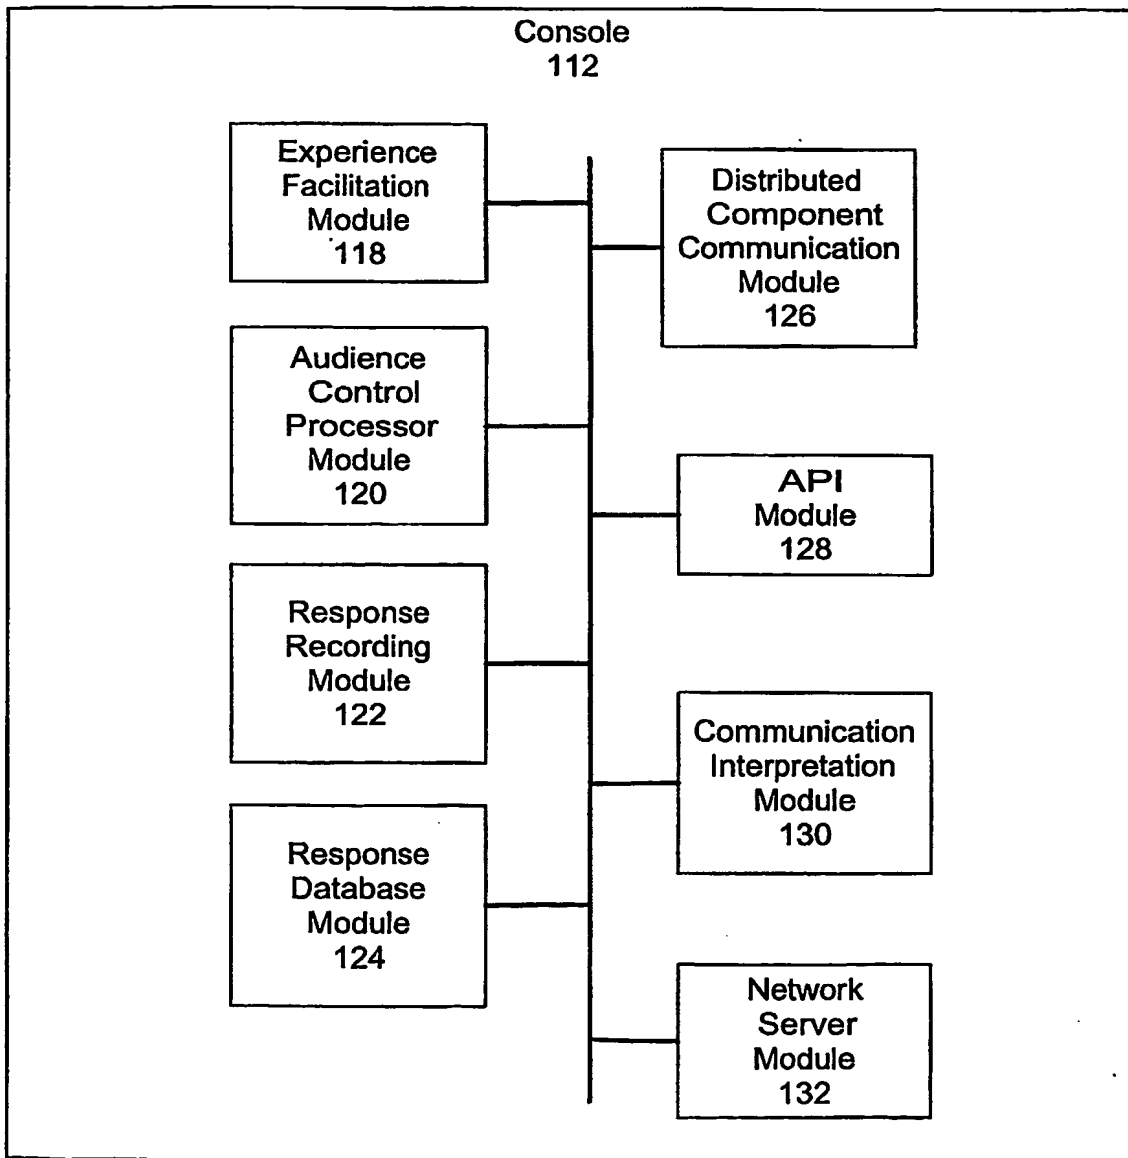 Console
112
Experience
Facilitation
Module
118
Audience
Control
Processor
Module
120
Response
Recording
Module
122
Response
Database
Module
124
Distributed
Component
Communication
Module
126
API
Module
128
Communication
Interpretation
Module
130
Network
Server
Module
132